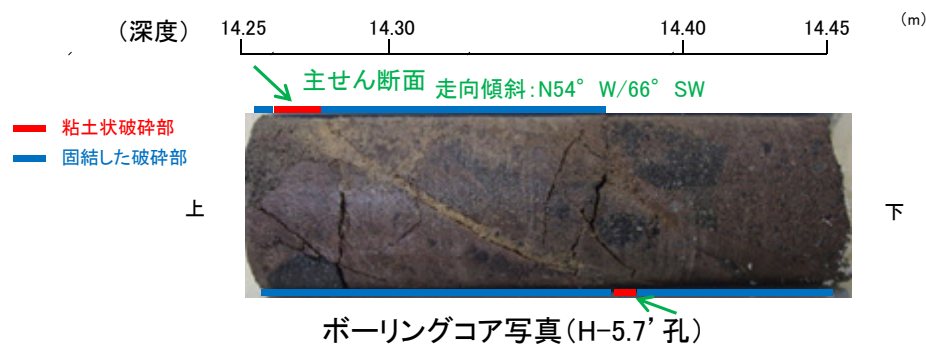 (深度) 14.25 14.30 14.40 14.45 (m)
主せん断面 走向傾斜:N54°W/66°SW
粘土状破砕部
固結した破砕部
上
下
ボーリングコア写真(H-5.7’孔)